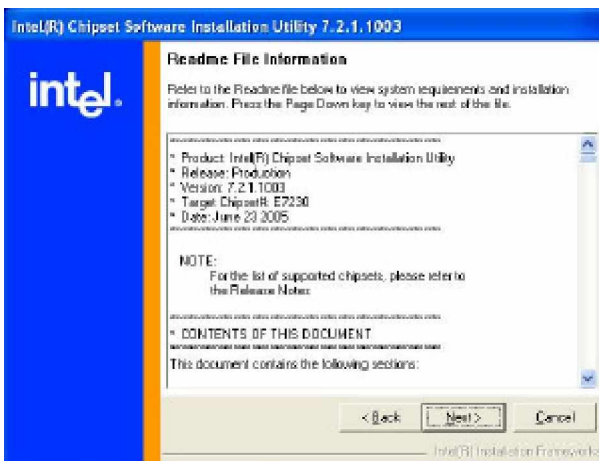 Intel(R) Chipset Software Installation Utility 7.2.1.1003
intel.
Readme File Information
Refer to the Readme file below to view system requirements and installation
information. Press the Page Down key to view the rest of the file.
* Product: Intel(R) Chipset Software Installation Utility
* Release: Production
* Version: 7.2.1.1003
* Target Chipset#: E7230
* Date: June 23 2005
NOTE:
For the list of supported chipsets, please refer to
the Release Notes
* CONTENTS OF THIS DOCUMENT
This document contains the following sections:
< Back
Next >
Cancel
Intel(R) Installation Frameworks